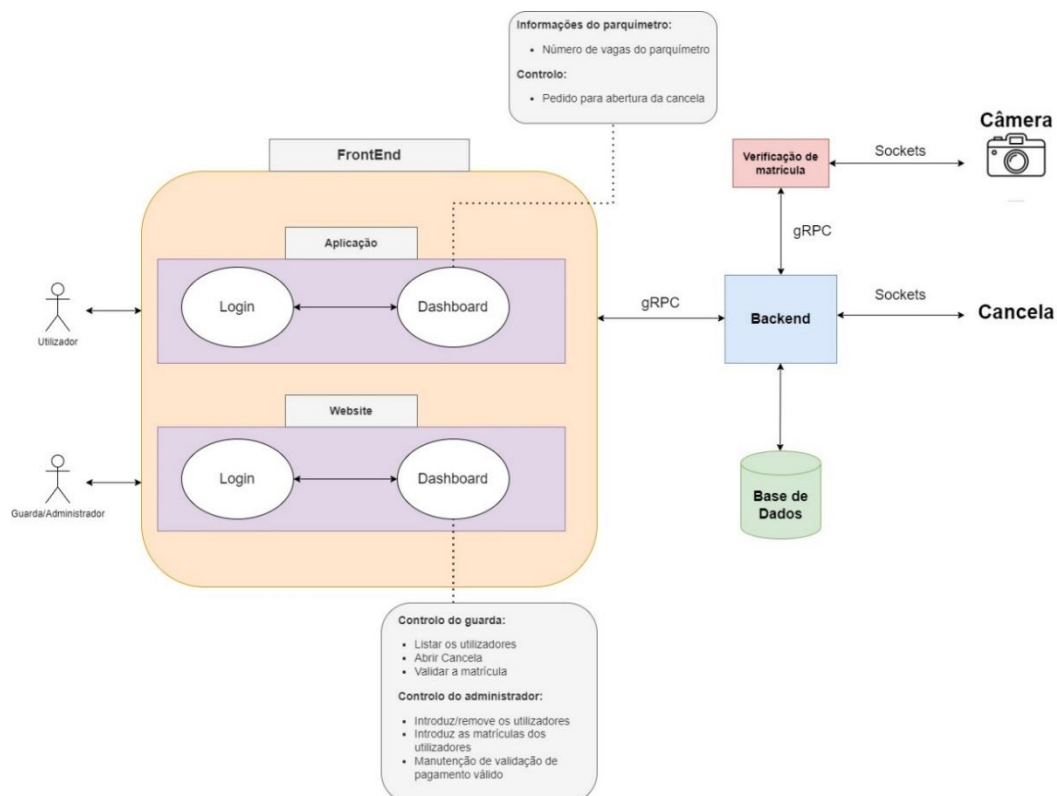 Informações do parquímetro:
Número de vagas do parquímetro
Controlo:
Pedido para abertura da cancela
FrontEnd
Aplicação
Login
Dashboard
Utilizador
Website
Login
Dashboard
Guarda/Administrador
Controlo do guarda:
Listar os utilizadores
Abrir Cancela
Validar a matrícula
Controlo do administrador:
Introduz/remove os utilizadores
Introduz as matrículas dos
utilizadores
Manutenção de validação de
pagamento válido
gRPC
Verificação de
matrícula
Sockets
Câmera
gRPC
Backend
Sockets
Cancela
Base de
Dados